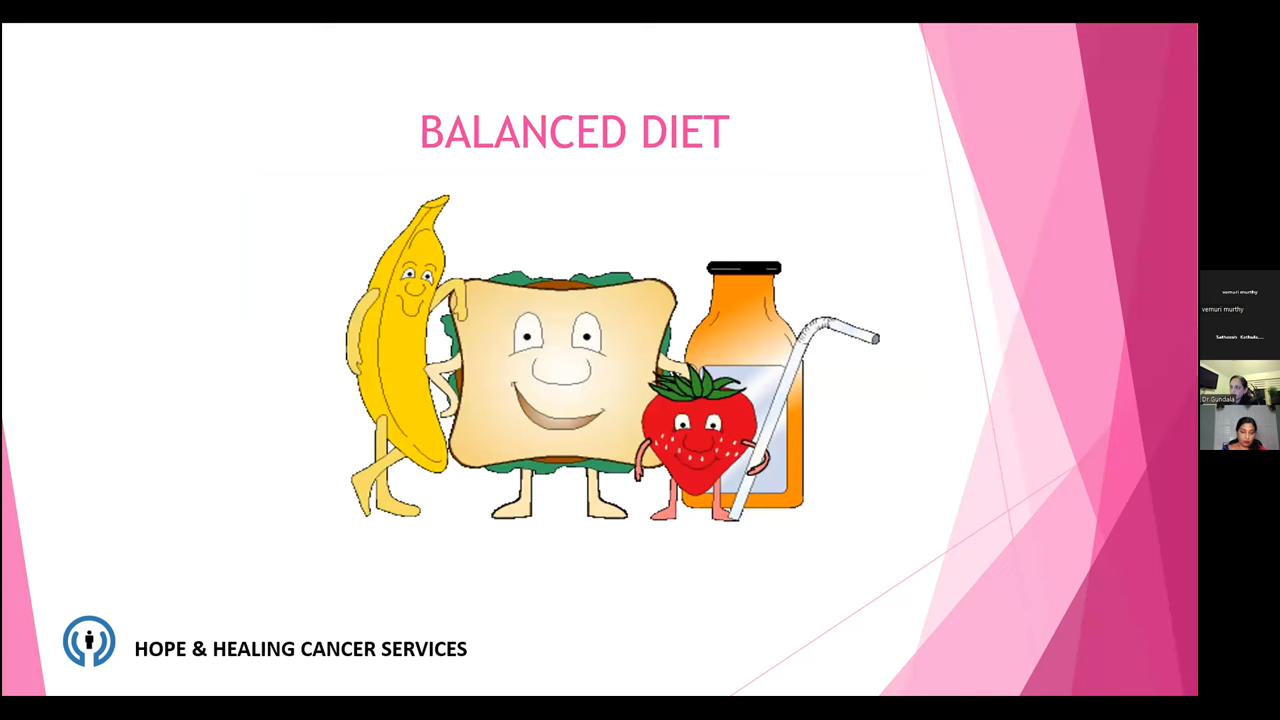 BALANCED DIET
HOPE & HEALING CANCER SERVICES
vemuri murthy
vemuri murthy
Dr.Gundala